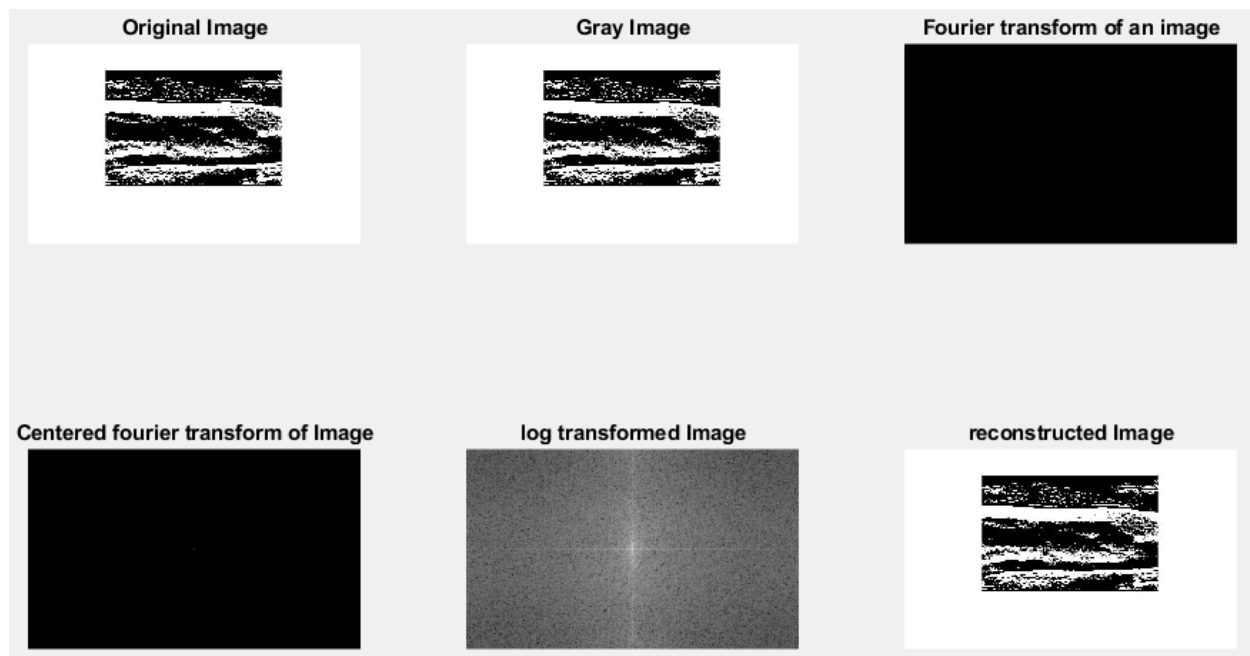 Original Image
Gray Image
Fourier transform of an image
Centered fourier transform of Image
log transformed Image
reconstructed Image